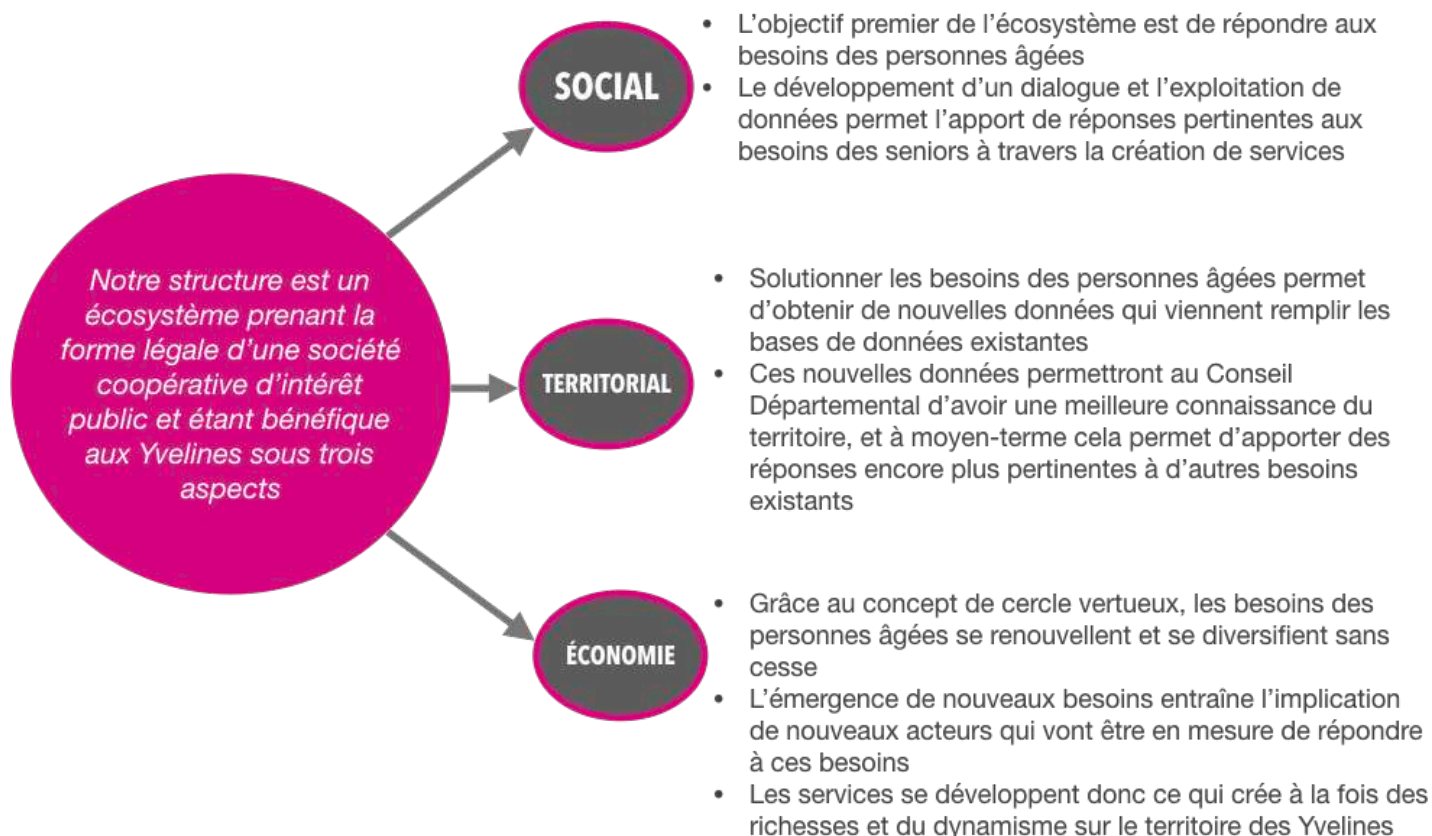 Notre structure est un
écosystème prenant la
forme légale d'une société
coopérative d'intérêt
public et étant bénéfique
aux Yvelines sous trois
aspects
SOCIAL
• L'objectif premier de l'écosystème est de répondre aux
besoins des personnes âgées
• Le développement d'un dialogue et l'exploitation de
données permet l'apport de réponses pertinentes aux
besoins des seniors à travers la création de services
TERRITORIAL
• Solutionner les besoins des personnes âgées permet
d'obtenir de nouvelles données qui viennent remplir les
bases de données existantes
• Ces nouvelles données permettront au Conseil
Départemental d'avoir une meilleure connaissance du
territoire, et à moyen-terme cela permet d'apporter des
réponses encore plus pertinentes à d'autres besoins
existants
ÉCONOMIE
• Grâce au concept de cercle vertueux, les besoins des
personnes âgées se renouvellent et se diversifient sans
cesse
• L'émergence de nouveaux besoins entraîne l'implication
de nouveaux acteurs qui vont être en mesure de répondre
à ces besoins
• Les services se développent donc ce qui crée à la fois des
richesses et du dynamisme sur le territoire des Yvelines